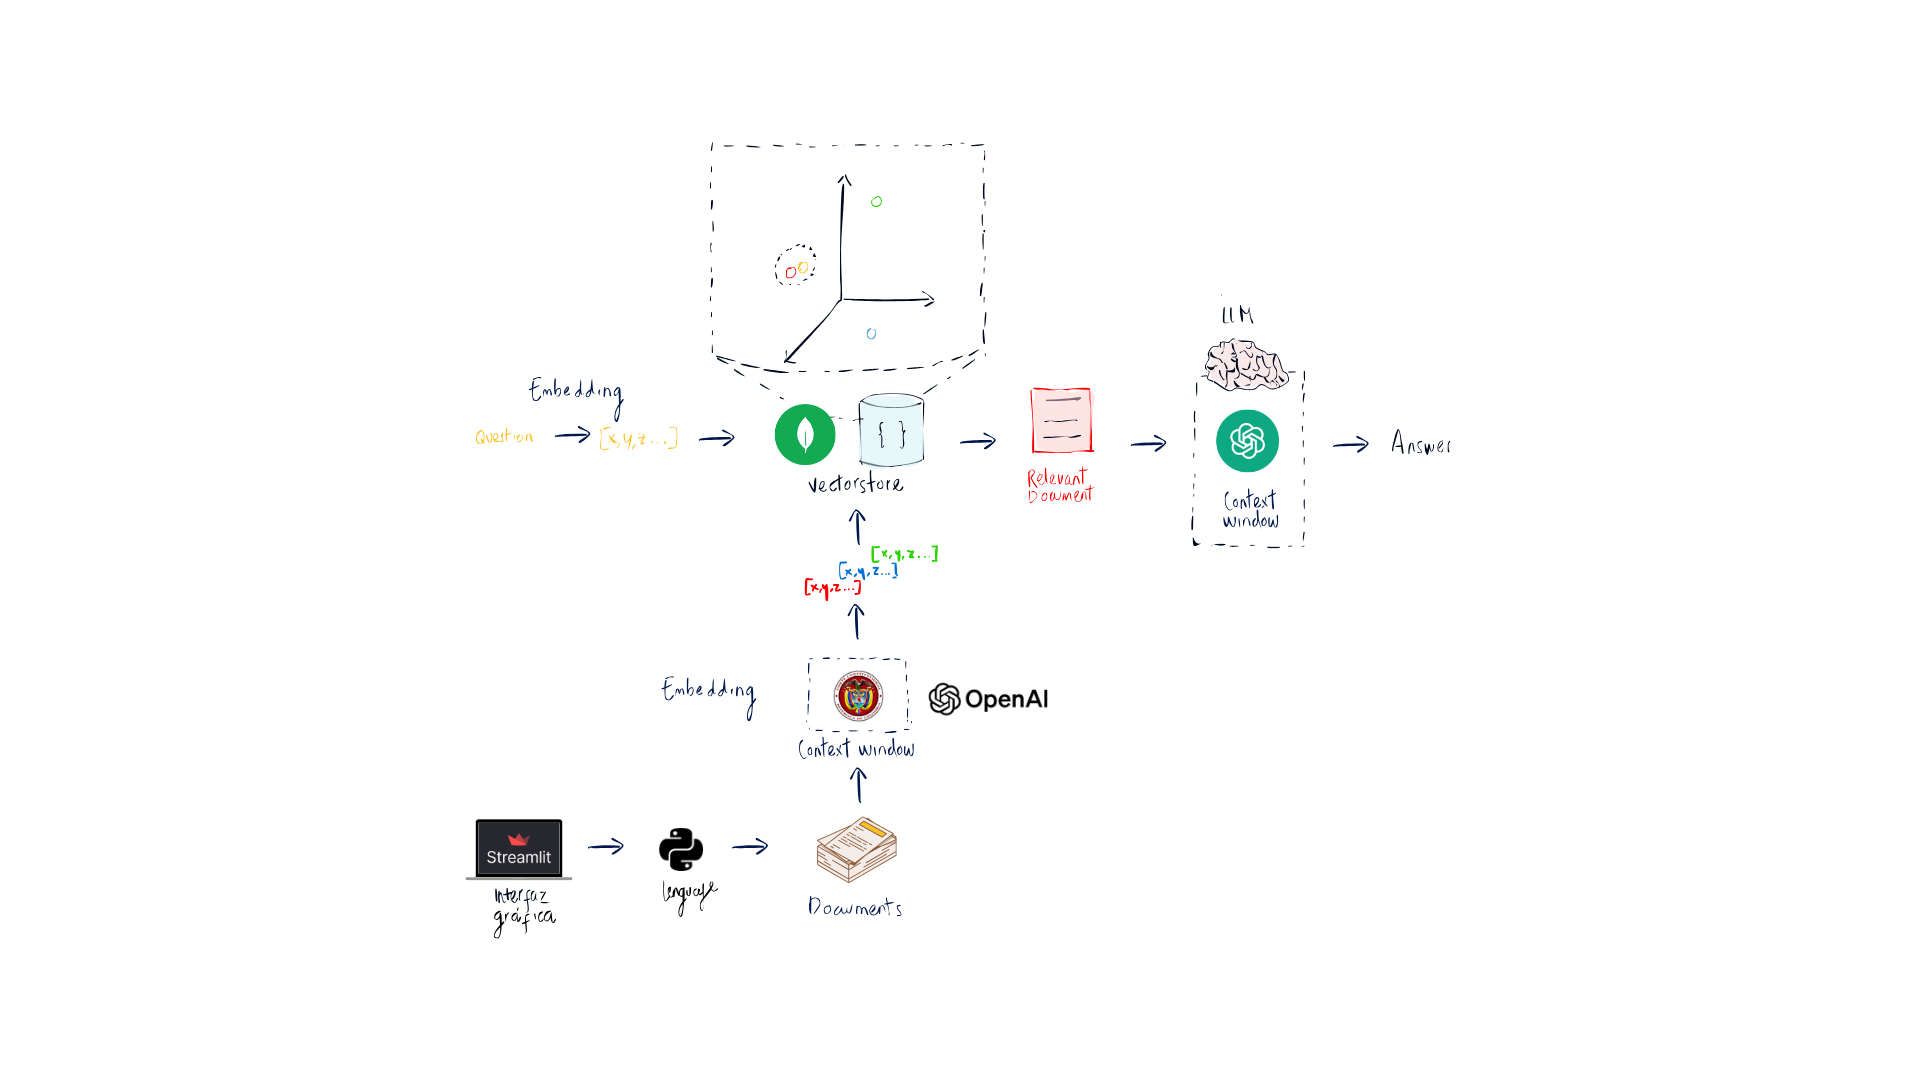 LLM
Embedding
Question
[x,y,z...]
{ }
vectorstore
Relevant
Document
Context
window
Answer
[x,y,z...]
[x,y,z...]
[x,y,z...]
Embedding
OpenAI
Context window
Streamlit
Interfaz
gráfica
lenguaje
Documents